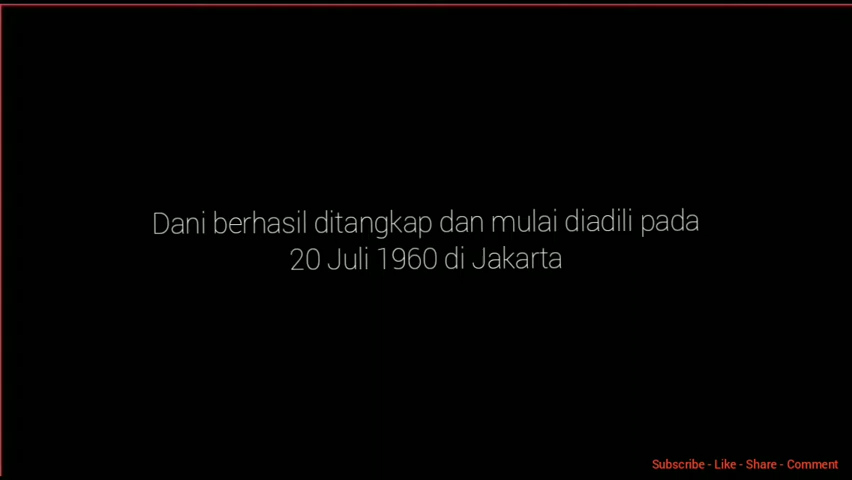 Dani berhasil ditangkap dan mulai diadili pada
20 Juli 1960 di Jakarta
Subscribe - Like - Share - Comment